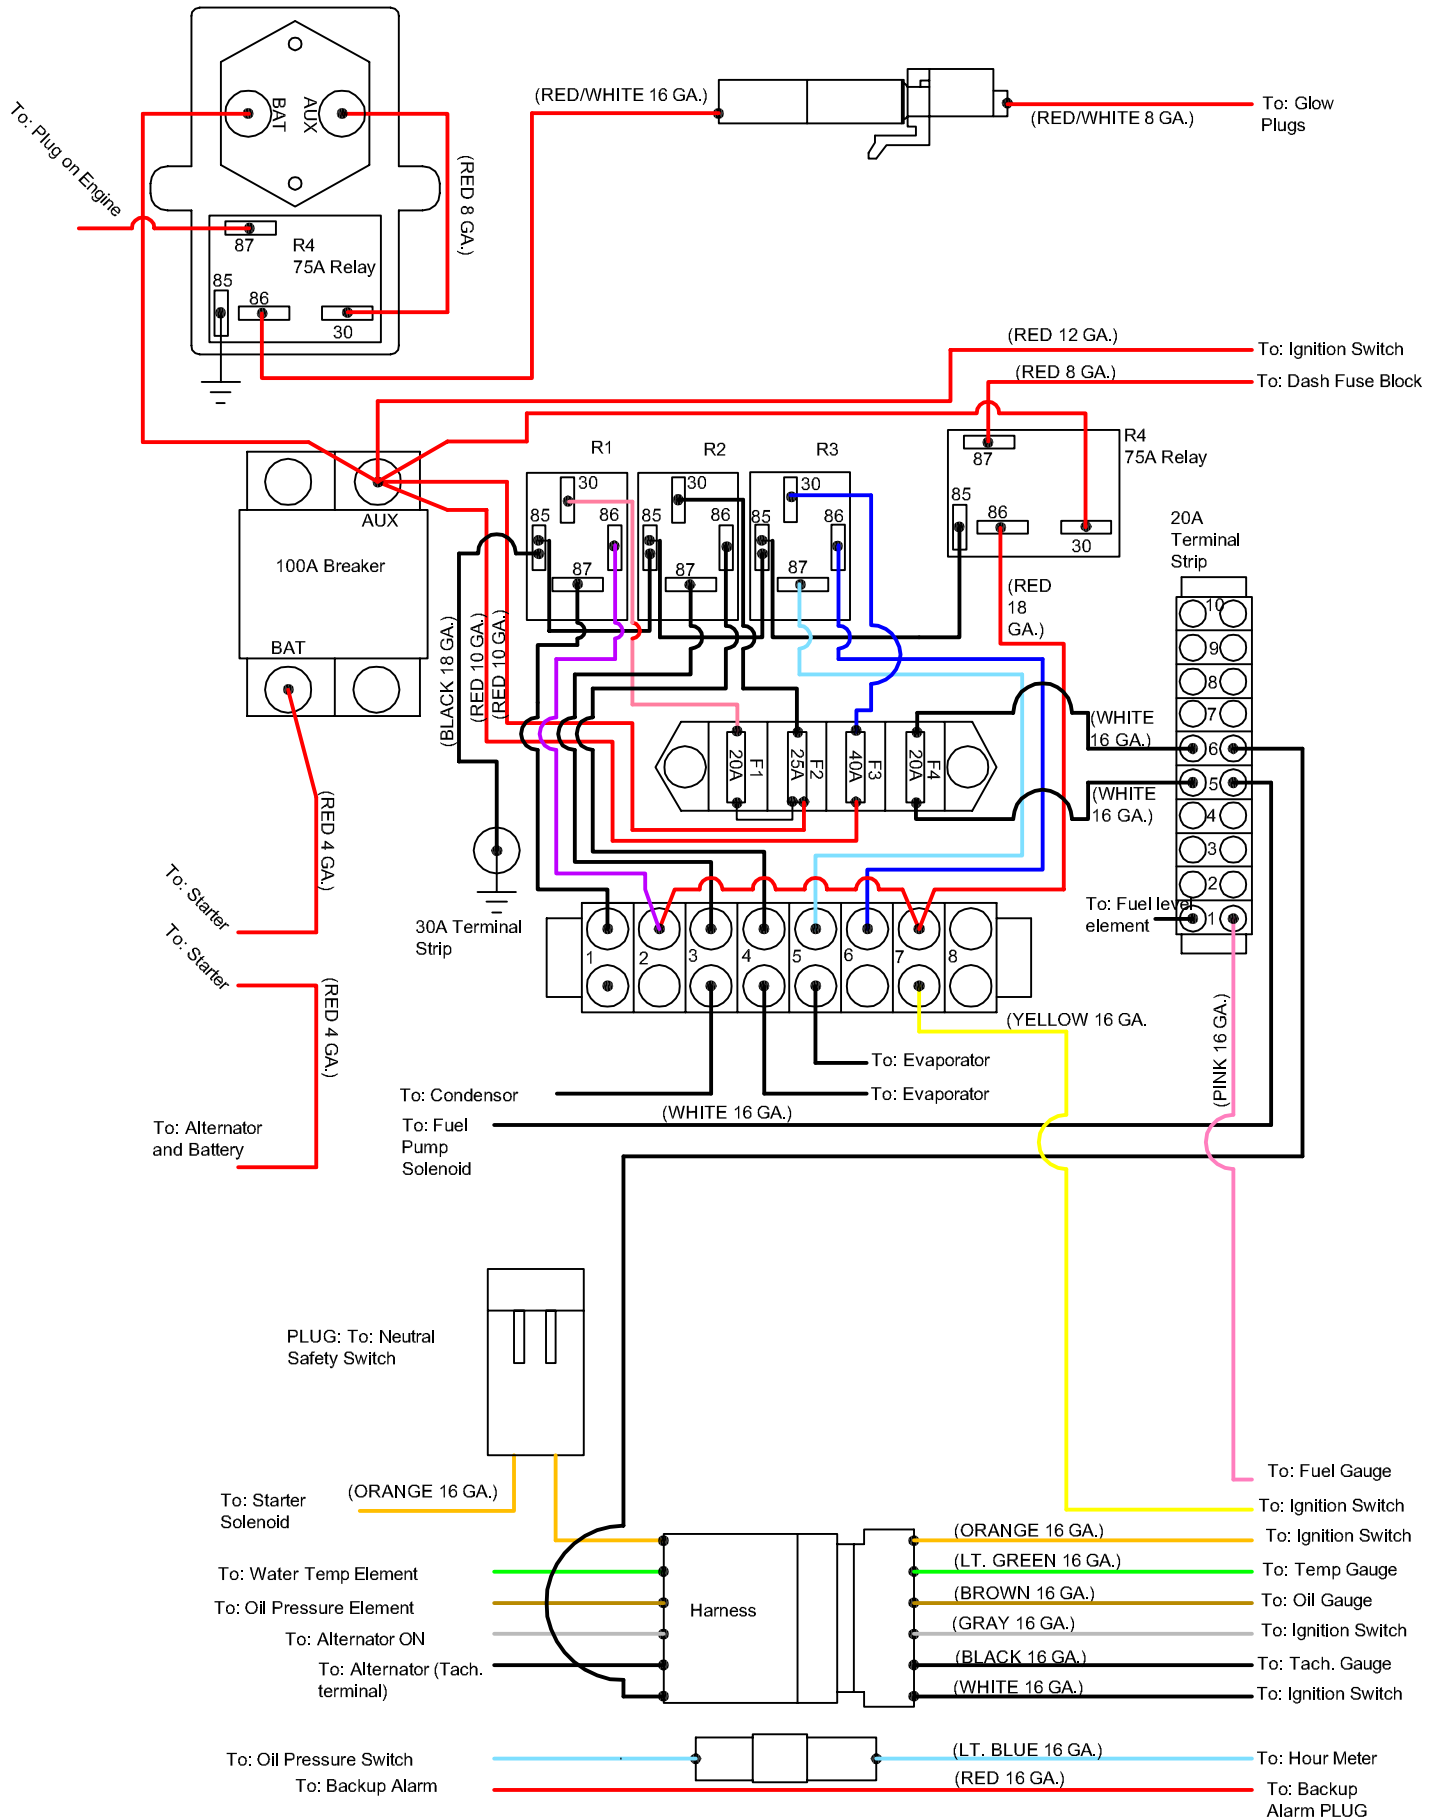 BAT
AUX
To: Plug on Engine
(RED 8 GA.)
87
R4
75A Relay
85
86
30
(RED/WHITE 16 GA.)
(RED/WHITE 8 GA.)
To: Glow
Plugs
(RED 12 GA.)
To: Ignition Switch
(RED 8 GA.)
To: Dash Fuse Block
R1
R2
R3
R4
75A Relay
87
85
86
30
AUX
100A Breaker
BAT
30
85
86
87
30
85
86
87
30
85
86
87
20A
Terminal
Strip
(RED
18
GA.)
(BLACK 18 GA.)
(RED 10 GA.)
(RED 10 GA.)
10
9
8
7
6
5
4
3
2
1
(WHITE
16 GA.)
(WHITE
16 GA.)
F1
20A
F2
25A
F3
40A
F4
20A
(RED 4 GA.)
To: Starter
To: Starter
(RED 4 GA.)
To: Alternator
and Battery
30A Terminal
Strip
1
2
3
4
5
6
7
8
To: Fuel level
element
(YELLOW 16 GA.
(PINK 16 GA.)
To: Evaporator
To: Condensor
To: Evaporator
(WHITE 16 GA.)
To: Fuel
Pump
Solenoid
PLUG: To: Neutral
Safety Switch
To: Fuel Gauge
(ORANGE 16 GA.)
To: Starter
Solenoid
To: Ignition Switch
(ORANGE 16 GA.)
To: Ignition Switch
To: Water Temp Element
(LT. GREEN 16 GA.)
To: Temp Gauge
To: Oil Pressure Element
Harness
(BROWN 16 GA.)
To: Oil Gauge
To: Alternator ON
(GRAY 16 GA.)
To: Ignition Switch
To: Alternator (Tach.
terminal)
(BLACK 16 GA.)
To: Tach. Gauge
(WHITE 16 GA.)
To: Ignition Switch
To: Oil Pressure Switch
(LT. BLUE 16 GA.)
To: Hour Meter
To: Backup Alarm
(RED 16 GA.)
To: Backup
Alarm PLUG